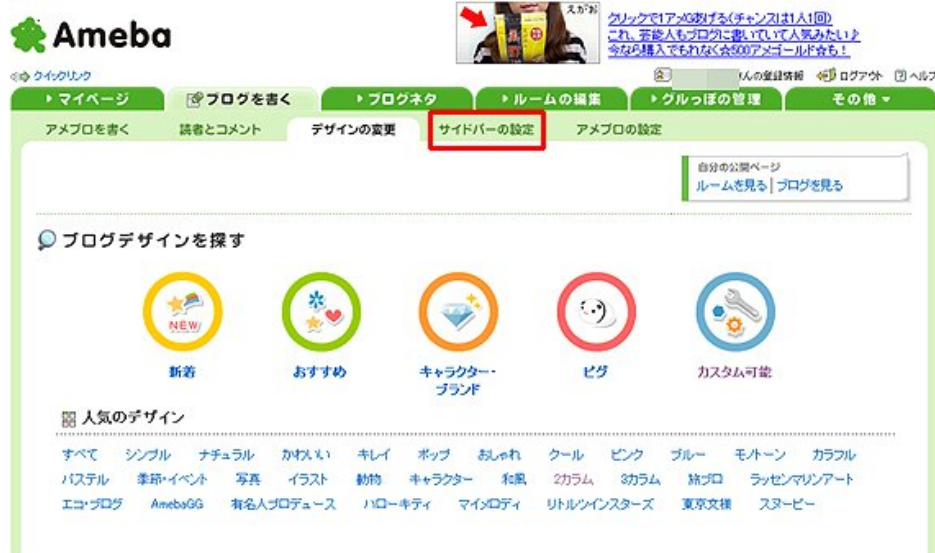 Ameba
えがお
クリックで1アメGあげる(チャンスは1人1回)
これ、芸能人もブログに書いていて人気みたい♪
今なら購入でもれなく☆500アメゴールド☆も!
クイックリンク
んの登録情報 ログアウト ヘルプ
マイページ ブログを書く ブログネタ ルームの編集 グルっぽの管理 その他
アメブロを書く 読者とコメント デザインの変更 サイドバーの設定 アメブロの設定
自分の公開ページ
ルームを見る ブログを見る
ブログデザインを探す
NEW
新着 おすすめ キャラクター・ブランド ピグ カスタム可能
人気のデザイン
すべて シンプル ナチュラル かわいい キレイ ポップ おしゃれ クール ピンク ブルー モノトーン カラフル
パステル 季節・イベント 写真 イラスト 動物 キャラクター 和風 2カラム 3カラム 旅ブロ ラッセンマリンアート
エコ・ブログ AmebaGG 有名人プロデュース ハローキティ マイメロディ リトルツインスターズ 東京文様 スヌーピー